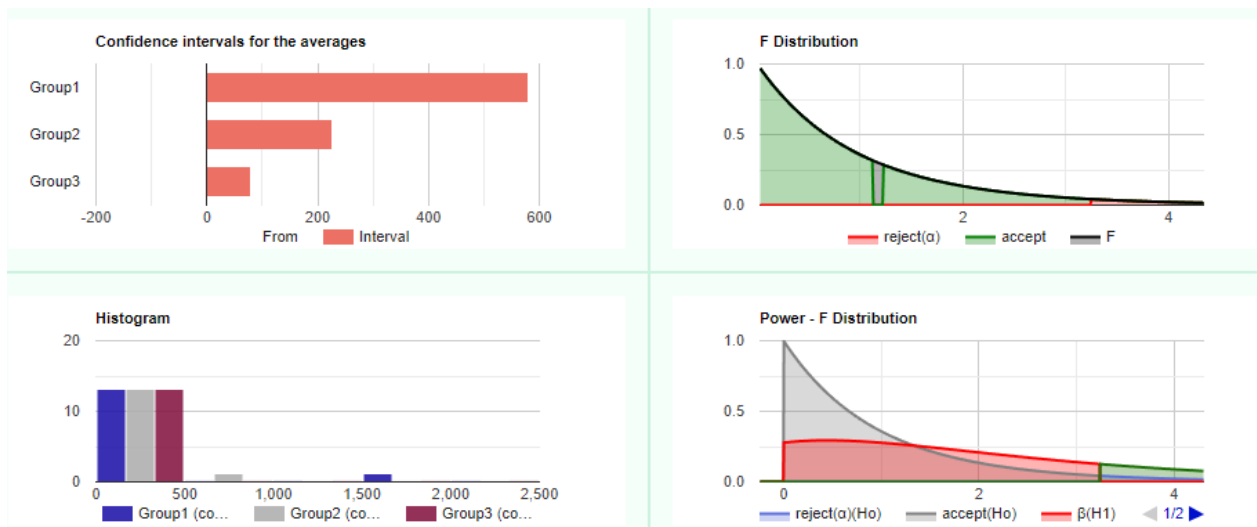 Confidence intervals for the averages
Group1
Group2
Group3
-200 0 200 400 600
From Interval
F Distribution
1.0
0.5
0.0
2 4
reject(α) accept F
Histogram
20
10
0
0 500 1,000 1,500 2,000 2,500
Group1 (co... Group2 (co... Group3 (co...
Power - F Distribution
1.0
0.5
0.0
0 2 4
reject(α)(Ho) accept(Ho) β(H1) 1/2